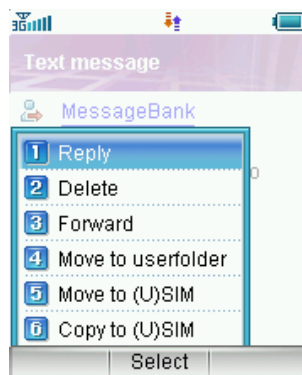 3G
Text message
MessageBank
1 Reply
2 Delete
3 Forward
4 Move to userfolder
5 Move to (U)SIM
6 Copy to (U)SIM
Select